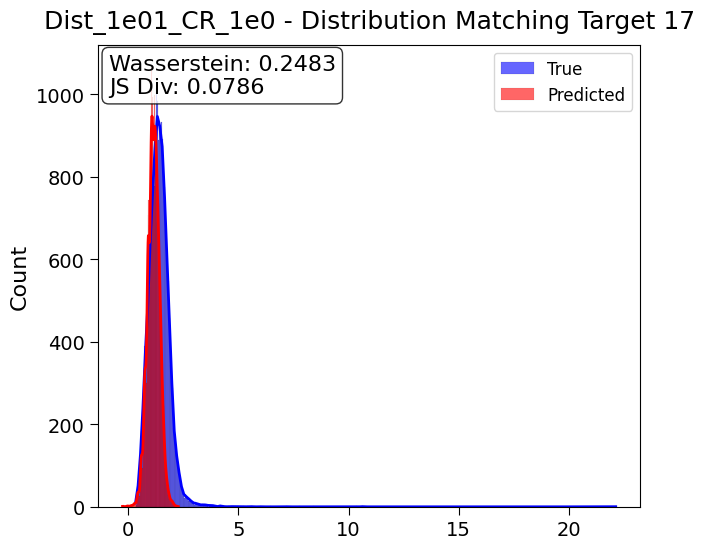 Dist_1e01_CR_1e0 - Distribution Matching Target 17
Wasserstein: 0.2483
JS Div: 0.0786
True
Predicted
Count
1000
800
600
400
200
0
0
5
10
15
20